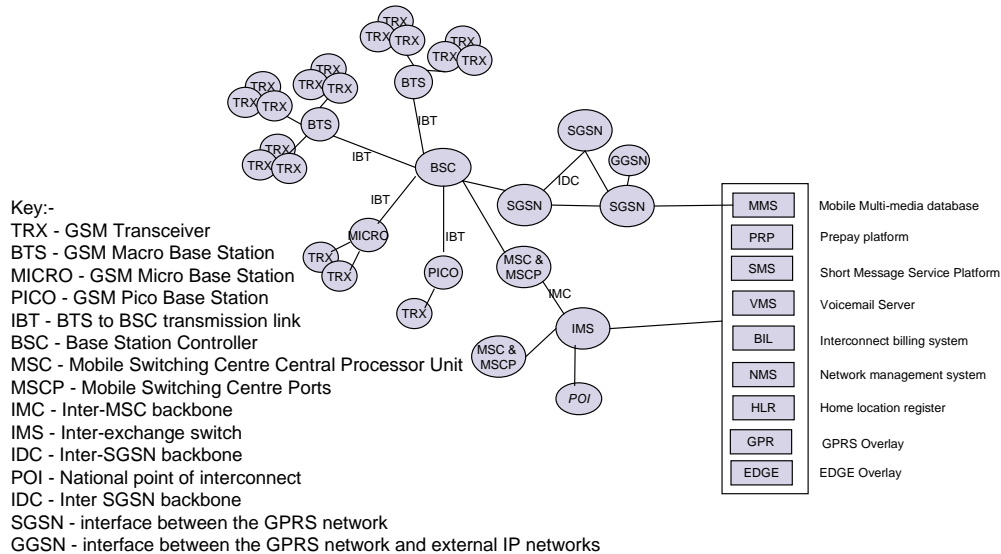 TRX
TRX
TRX
TRX
TRX
TRX
BTS
TRX
TRX
TRX
TRX
TRX
TRX
BTS
TRX
TRX
TRX
IBT
IBT
BSC
SGSN
GGSN
IDC
SGSN
SGSN
IBT
MICRO
TRX
TRX
IBT
PICO
TRX
MSC &
MSCP
IMC
IMS
MSC &
MSCP
POI
MMS Mobile Multi-media database
PRP Prepay platform
SMS Short Message Service Platform
VMS Voicemail Server
BIL Interconnect billing system
NMS Network management system
HLR Home location register
GPR GPRS Overlay
EDGE EDGE Overlay
Key:-
TRX - GSM Transceiver
BTS - GSM Macro Base Station
MICRO - GSM Micro Base Station
PICO - GSM Pico Base Station
IBT - BTS to BSC transmission link
BSC - Base Station Controller
MSC - Mobile Switching Centre Central Processor Unit
MSCP - Mobile Switching Centre Ports
IMC - Inter-MSC backbone
IMS - Inter-exchange switch
IDC - Inter-SGSN backbone
POI - National point of interconnect
IDC - Inter SGSN backbone
SGSN - interface between the GPRS network
GGSN - interface between the GPRS network and external IP networks